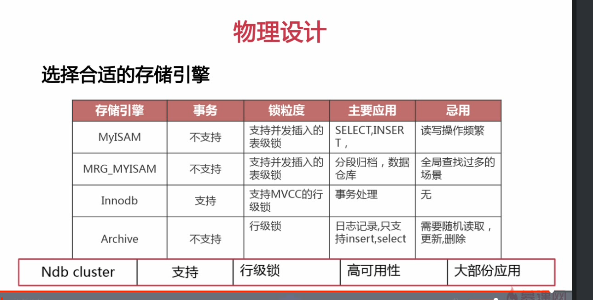 物理设计
选择合适的存储引擎
存储引擎 事务 锁粒度 主要应用 忌用
MyISAM 不支持 支持并发插入的表级锁 SELECT,INSERT， 读写操作频繁
MRG_MYISAM 不支持 支持并发插入的表级锁 分段归档，数据仓库 全局查找过多的场景
Innodb 支持 支持MVCC的行级锁 事务处理 无
Archive 不支持 行级锁 日志记录,只支持insert,select 需要随机读取，更新,删除
Ndb cluster 支持 行级锁 高可用性 大部份应用